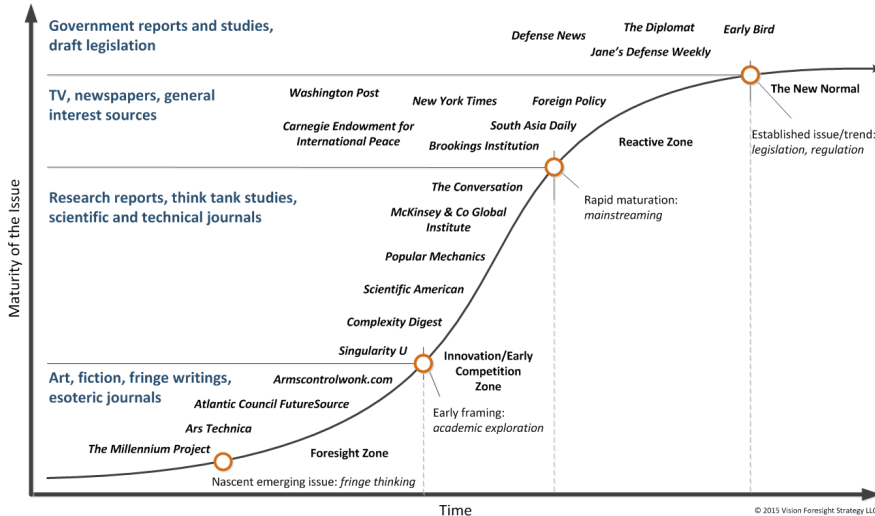 Government reports and studies,
draft legislation
Defense News
The Diplomat
Early Bird
Jane's Defense Weekly
TV, newspapers, general
interest sources
Washington Post
New York Times
Foreign Policy
The New Normal
Carnegie Endowment for
International Peace
South Asia Daily
Brookings Institution
Reactive Zone
Established issue/trend:
legislation, regulation
Research reports, think tank studies,
scientific and technical journals
The Conversation
McKinsey & Co Global
Institute
Popular Mechanics
Scientific American
Complexity Digest
Singularity U
Rapid maturation:
mainstreaming
Innovation/Early
Competition
Zone
Art, fiction, fringe writings,
esoteric journals
Armscontrolwonk.com
Atlantic Council FutureSource
Ars Technica
The Millennium Project
Early framing:
academic exploration
Foresight Zone
Nascent emerging issue: fringe thinking
Maturity of the Issue
Time
© 2015 Vision Foresight Strategy LLC